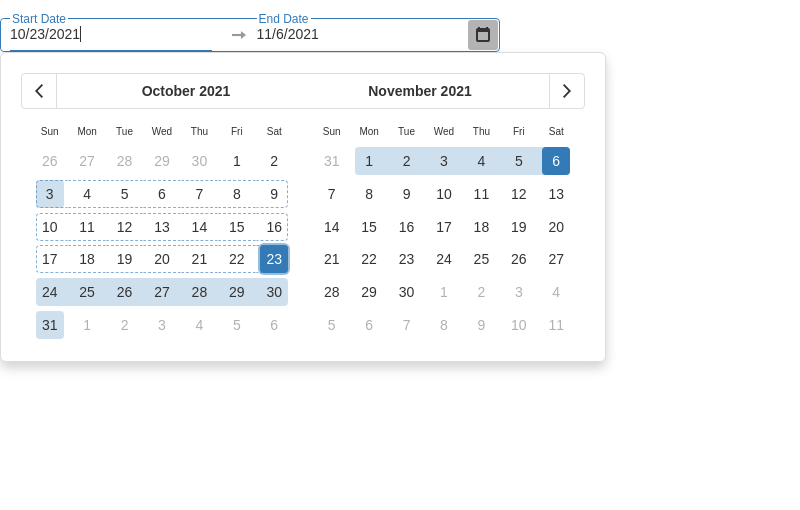 Start Date End Date
10/23/2021 11/6/2021
October 2021 November 2021
Sun Mon Tue Wed Thu Fri Sat Sun Mon Tue Wed Thu Fri Sat
26 27 28 29 30 1 2 31 1 2 3 4 5 6
3 4 5 6 7 8 9 7 8 9 10 11 12 13
10 11 12 13 14 15 16 14 15 16 17 18 19 20
17 18 19 20 21 22 23 21 22 23 24 25 26 27
24 25 26 27 28 29 30 28 29 30 1 2 3 4
31 1 2 3 4 5 6 5 6 7 8 9 10 11